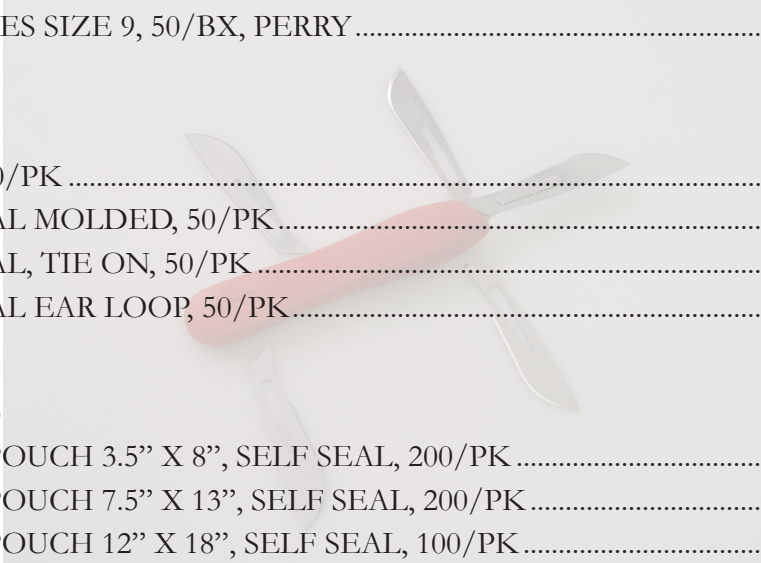 ES SIZE 9, 50/BX, PERRY
/PK
AL MOLDED, 50/PK
AL, TIE ON, 50/PK
AL EAR LOOP, 50/PK
POUCH 3.5” X 8”, SELF SEAL, 200/PK
POUCH 7.5” X 13”, SELF SEAL, 200/PK
POUCH 12” X 18”, SELF SEAL, 100/PK